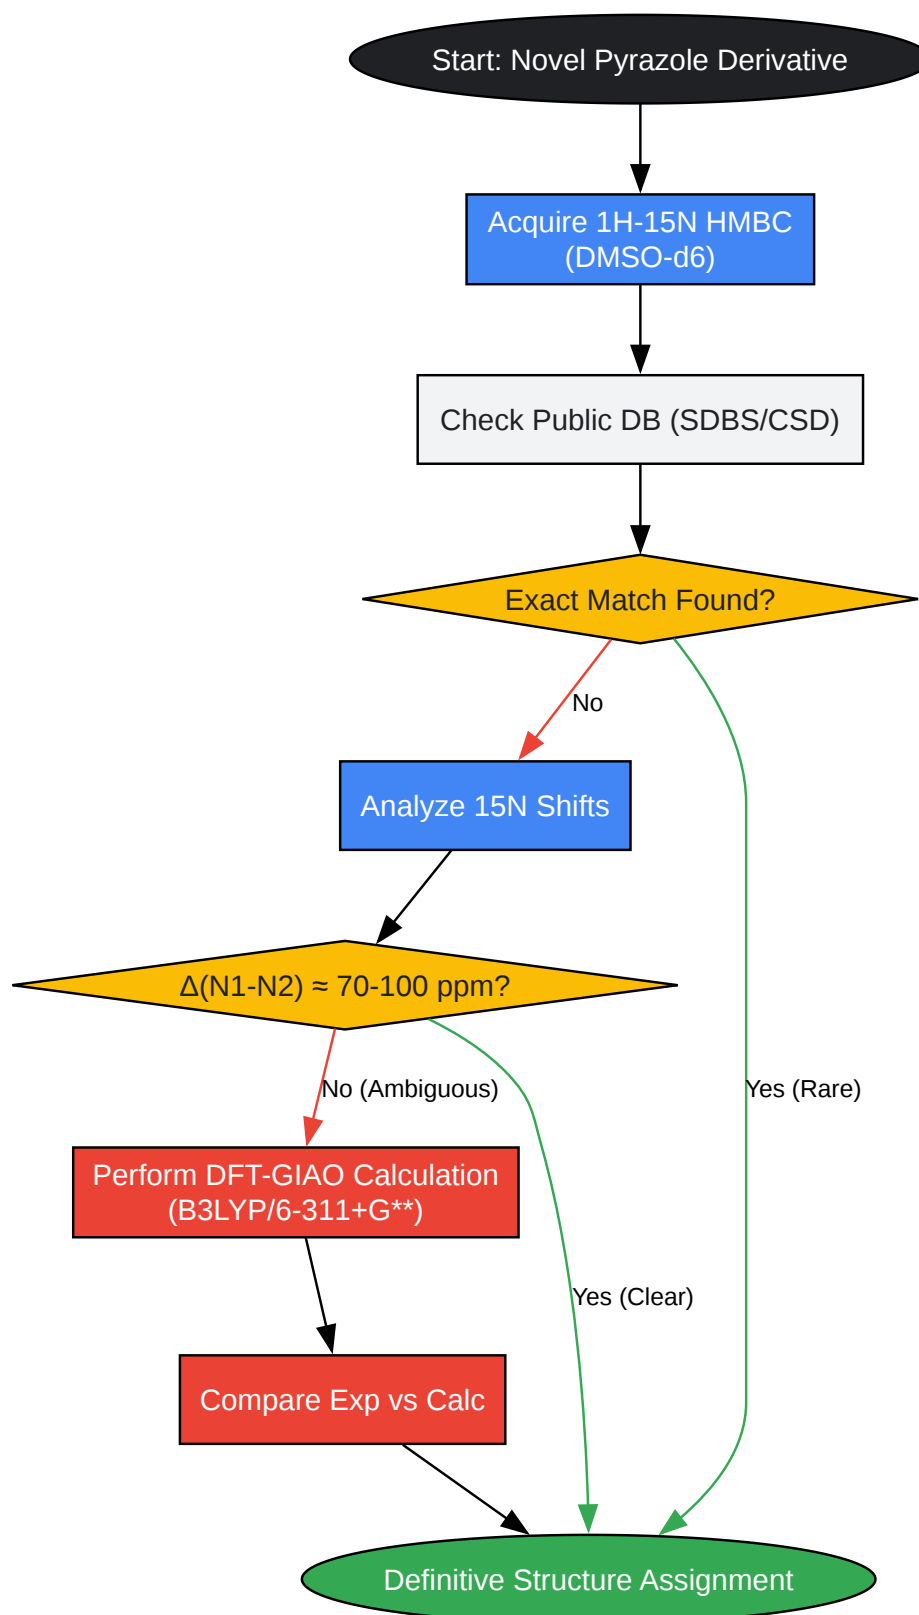 Start: Novel Pyrazole Derivative
Acquire 1H-15N HMBC
(DMSO-d6)
Check Public DB (SDBS/CSD)
Exact Match Found?
No
Analyze 15N Shifts
Δ(N1-N2) ≈ 70-100 ppm?
No (Ambiguous)
Yes (Rare)
Perform DFT-GIAO Calculation
(B3LYP/6-311+G**)
Yes (Clear)
Compare Exp vs Calc
Definitive Structure Assignment